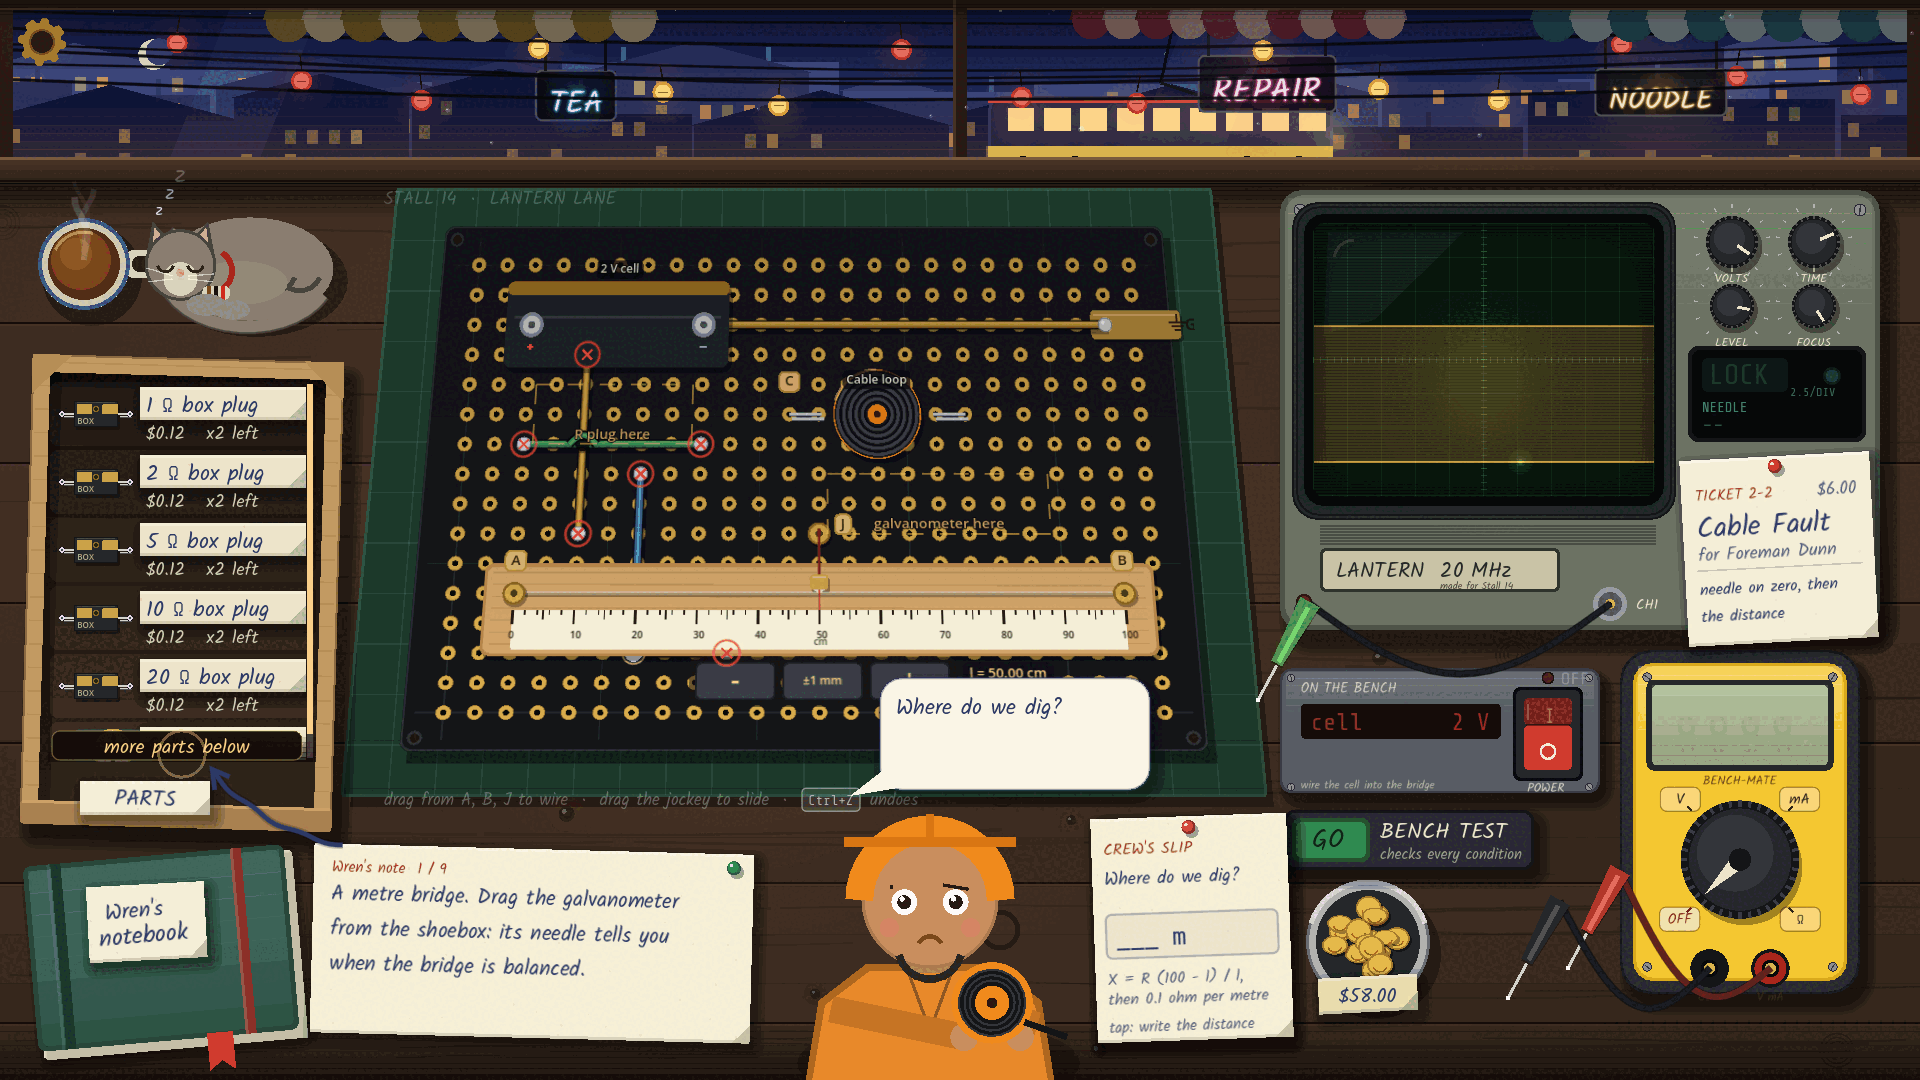 TEA
REPAIR
NOODLE
STALL 14 · LANTERN LANE
2 V cell
+
−
G
C
Cable loop
R plug here
J
galvanometer here
A
B
0 10 20 30 40 50 60 70 80 90 100
cm
-
±1 mm
l = 50.00 cm
Where do we dig?
drag from A, B, J to wire · drag the jockey to slide · Ctrl+Z undoes
BOX
1 Ω box plug
$0.12 x2 left
BOX
2 Ω box plug
$0.12 x2 left
BOX
5 Ω box plug
$0.12 x2 left
BOX
10 Ω box plug
$0.12 x2 left
BOX
20 Ω box plug
$0.12 x2 left
more parts below
PARTS
Wren's
notebook
Wren's note 1 / 9
A metre bridge. Drag the galvanometer
from the shoebox: its needle tells you
when the bridge is balanced.
VOLTS
TIME
LEVEL
FOCUS
LOCK
2.5/DIV
NEEDLE
--
LANTERN 20 MHz
made for Stall 14
CH1
TICKET 2-2 $6.00
Cable Fault
for Foreman Dunn
needle on zero, then
the distance
ON THE BENCH
OFF
cell 2 V
I
wire the cell into the bridge
POWER
GO
BENCH TEST
checks every condition
CREW'S SLIP
Where do we dig?
___ m
X = R (100 - l) / l,
then 0.1 ohm per metre
tap: write the distance
$58.00
BENCH-MATE
V
mA
OFF
Ω